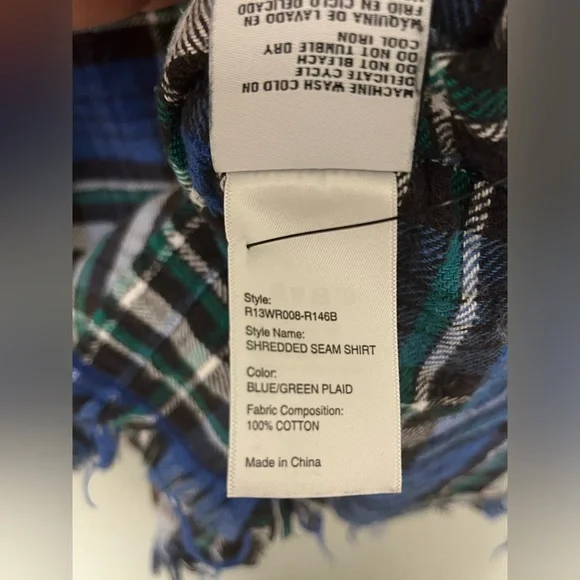 MACHINE WASH COLD ON
DELICATE CYCLE
DO NOT BLEACH
DO NOT TUMBLE DRY
COOL IRON
MÁQUINA DE LAVADO EN
FRIO EN CICLO DELICADO
Style:
R13WR008-R146B
Style Name:
SHREDDED SEAM SHIRT
Color:
BLUE/GREEN PLAID
Fabric Composition:
100% COTTON
Made in China